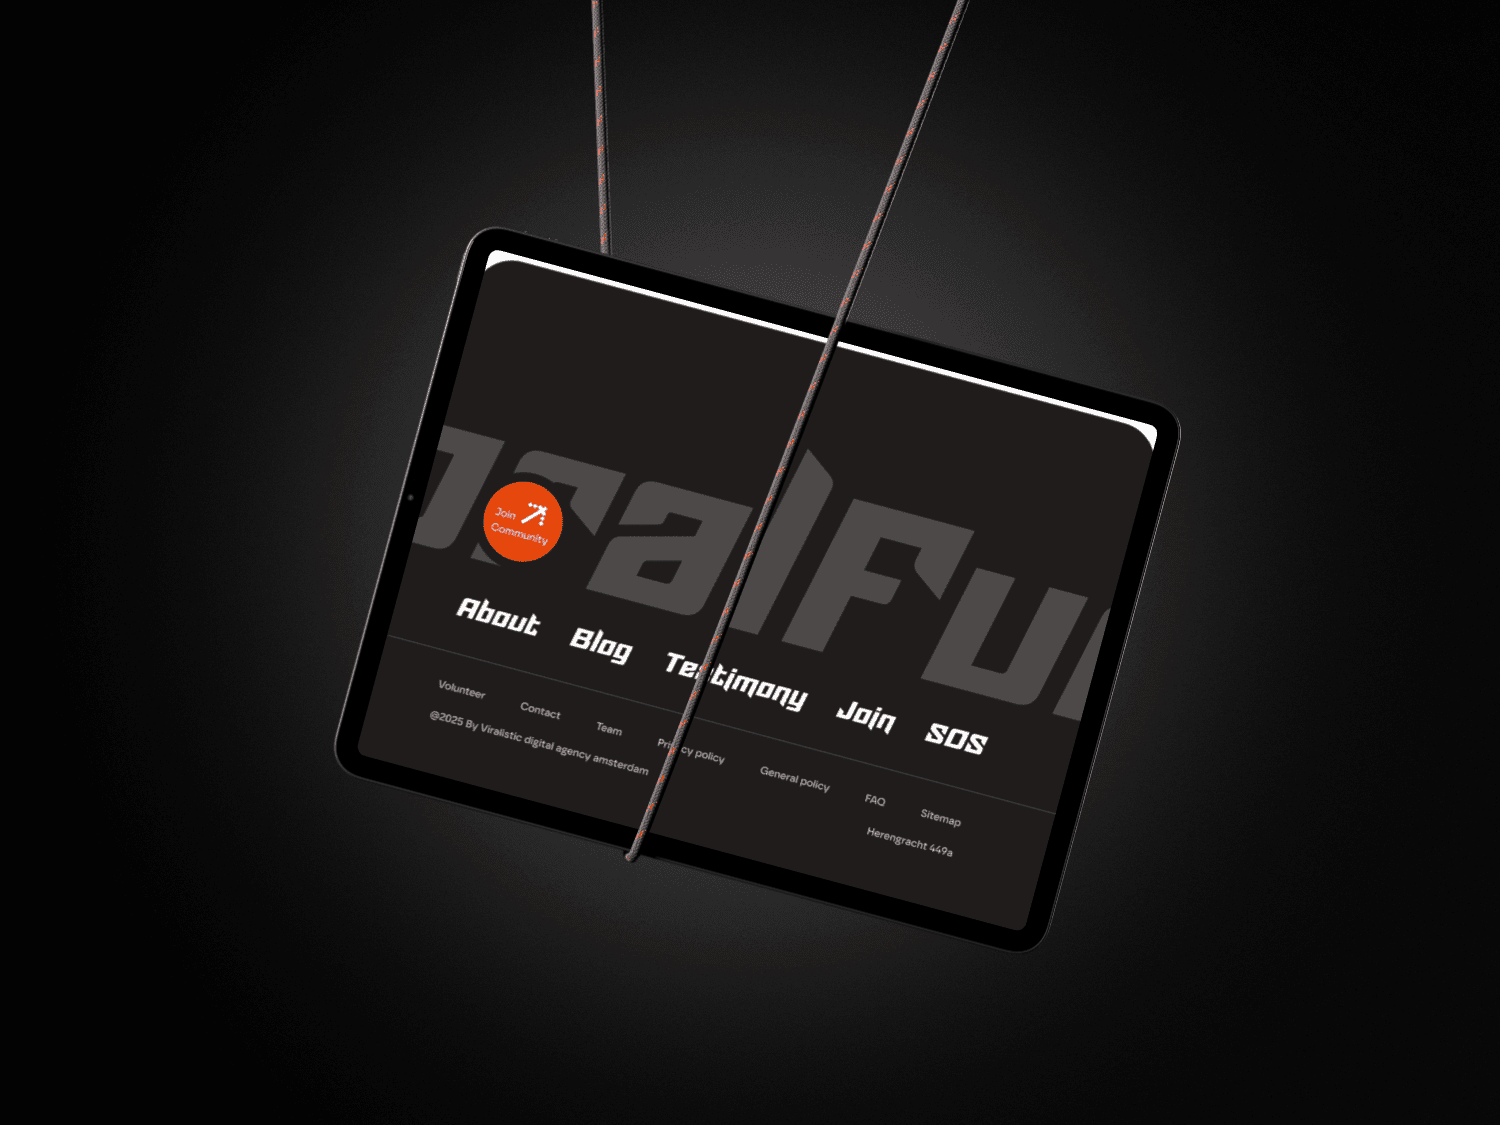 alFu
Join
Community
About Blog Testimony Join SOS
Volunteer Contact Team Privacy policy General policy FAQ Sitemap
@2025 By Viralistic digital agency amsterdam Herengracht 449a